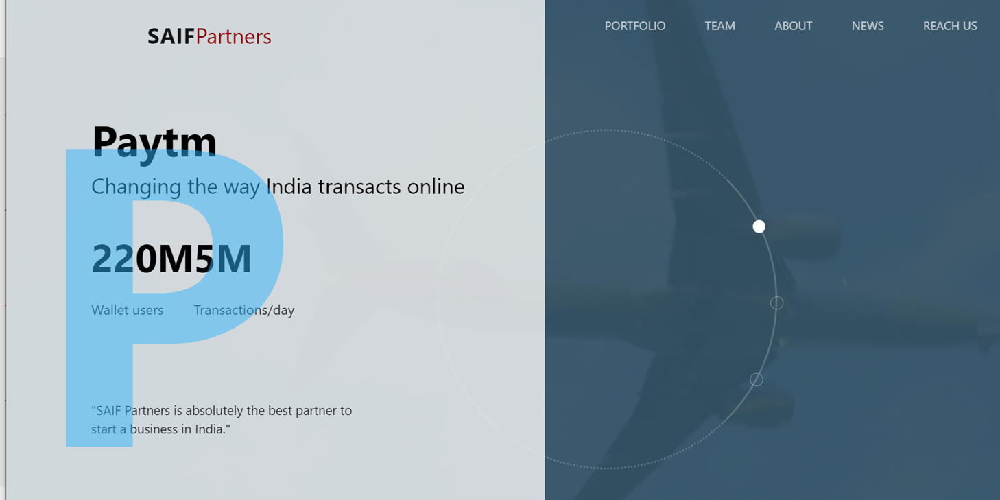 SAIFPartners
PORTFOLIO TEAM ABOUT NEWS REACH US
Paytm
Changing the way India transacts online
220M5M
Wallet users Transactions/day
"SAIF Partners is absolutely the best partner to
start a business in India."
P